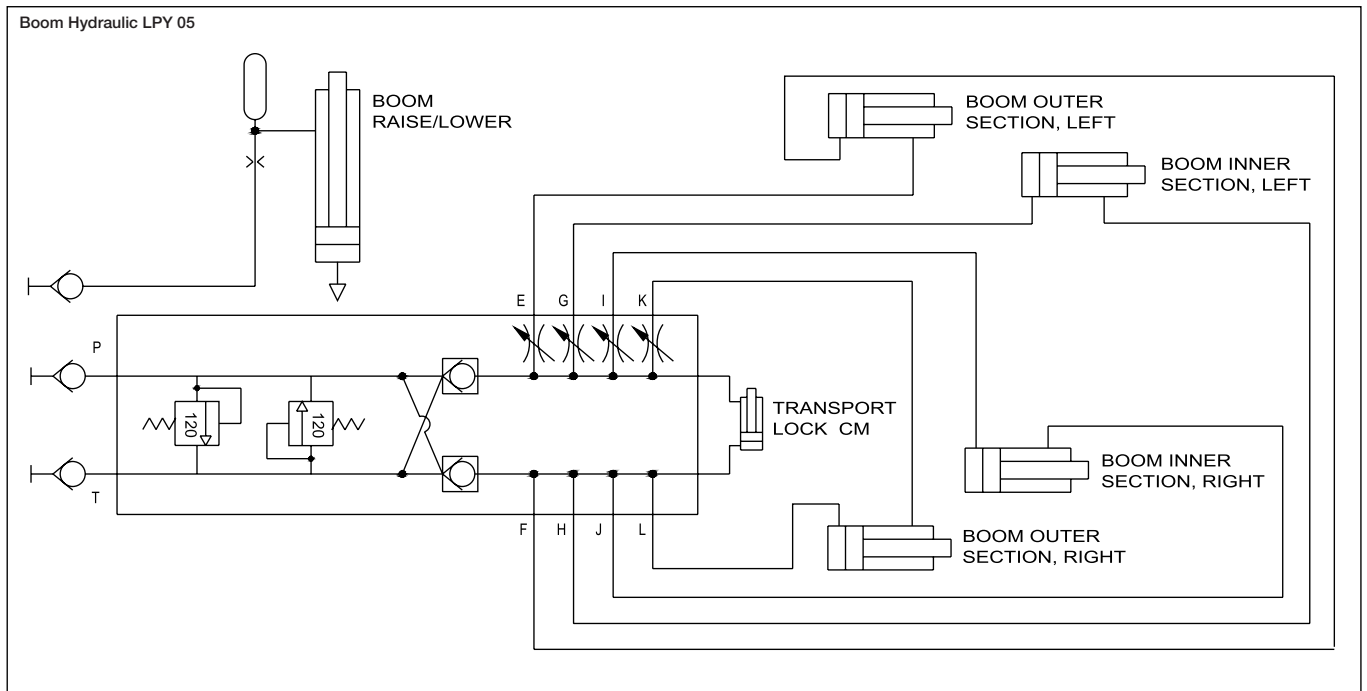 Boom Hydraulic LPY 05
BOOM
RAISE/LOWER
BOOM OUTER
SECTION, LEFT
BOOM INNER
SECTION, LEFT
E G I K
P
120
120
TRANSPORT
LOCK CM
T
BOOM INNER
SECTION, RIGHT
F H J L
BOOM OUTER
SECTION, RIGHT